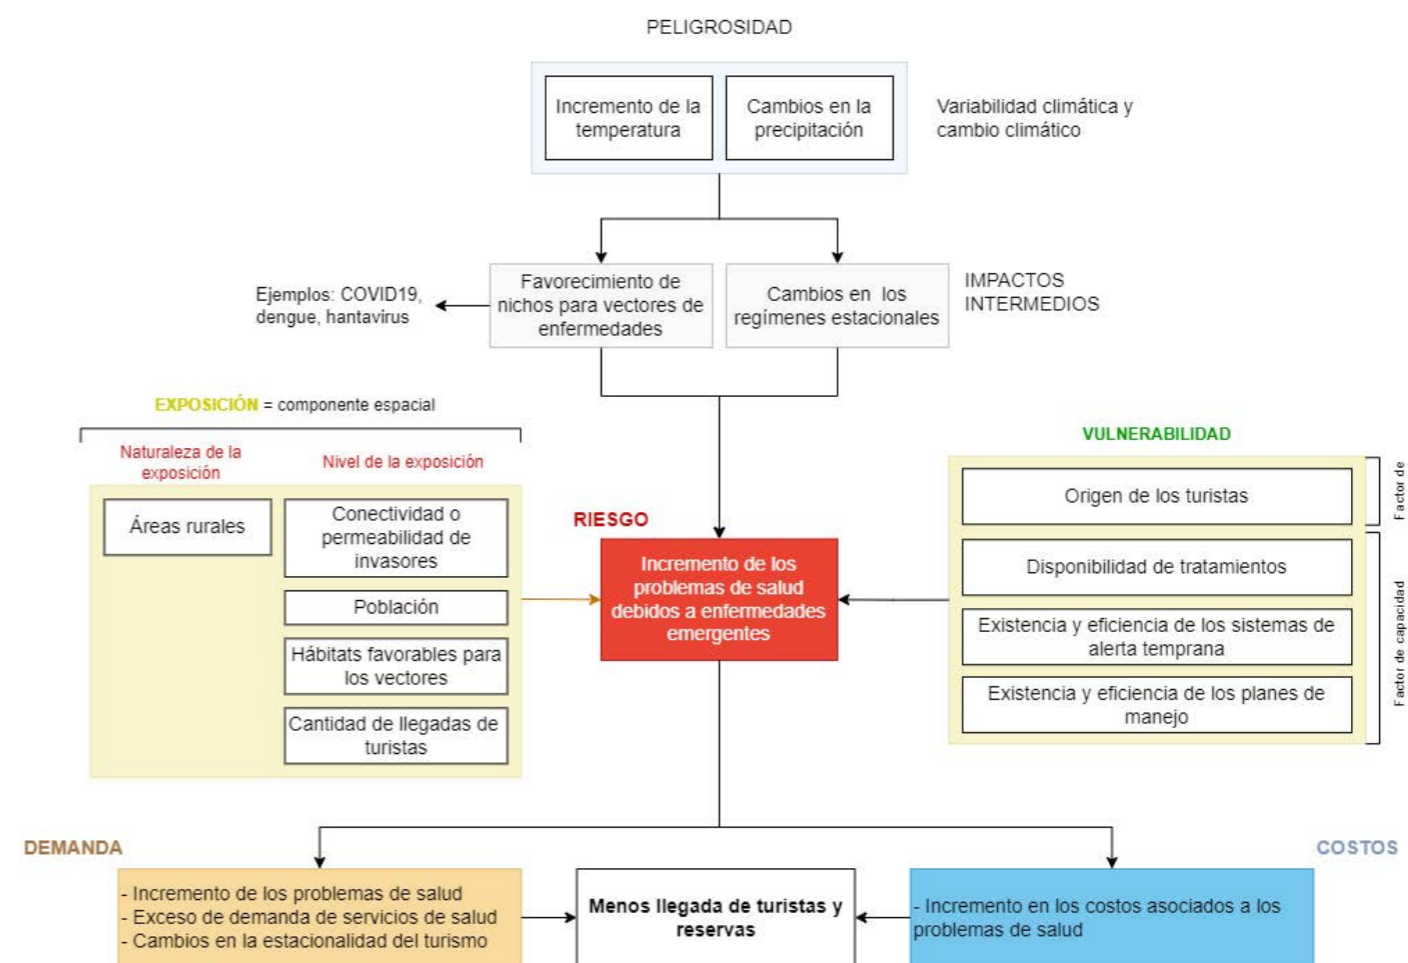 PELIGROSIDAD
Incremento de la
temperatura
Cambios en la
precipitación
Variabilidad climática y
cambio climático
Favorecimiento de
nichos para vectores de
enfermedades
Cambios en los
regímenes estacionales
IMPACTOS
INTERMEDIOS
Ejemplos: COVID19,
dengue, hantavirus
EXPOSICIÓN = componente espacial
Naturaleza de la
exposición
Nivel de la exposición
Áreas rurales
Conectividad o
permeabilidad de
invasores
Población
Hábitats favorables para
los vectores
Cantidad de llegadas de
turistas
RIESGO
Incremento de los
problemas de salud
debidos a enfermedades
emergentes
VULNERABILIDAD
Origen de los turistas
Disponibilidad de tratamientos
Existencia y eficiencia de los sistemas de
alerta temprana
Existencia y eficiencia de los planes de
manejo
Factor de
Factor de capacidad
DEMANDA
- Incremento de los problemas de salud
- Exceso de demanda de servicios de salud
- Cambios en la estacionalidad del turismo
Menos llegada de turistas y
reservas
COSTOS
- Incremento en los costos asociados a los
problemas de salud